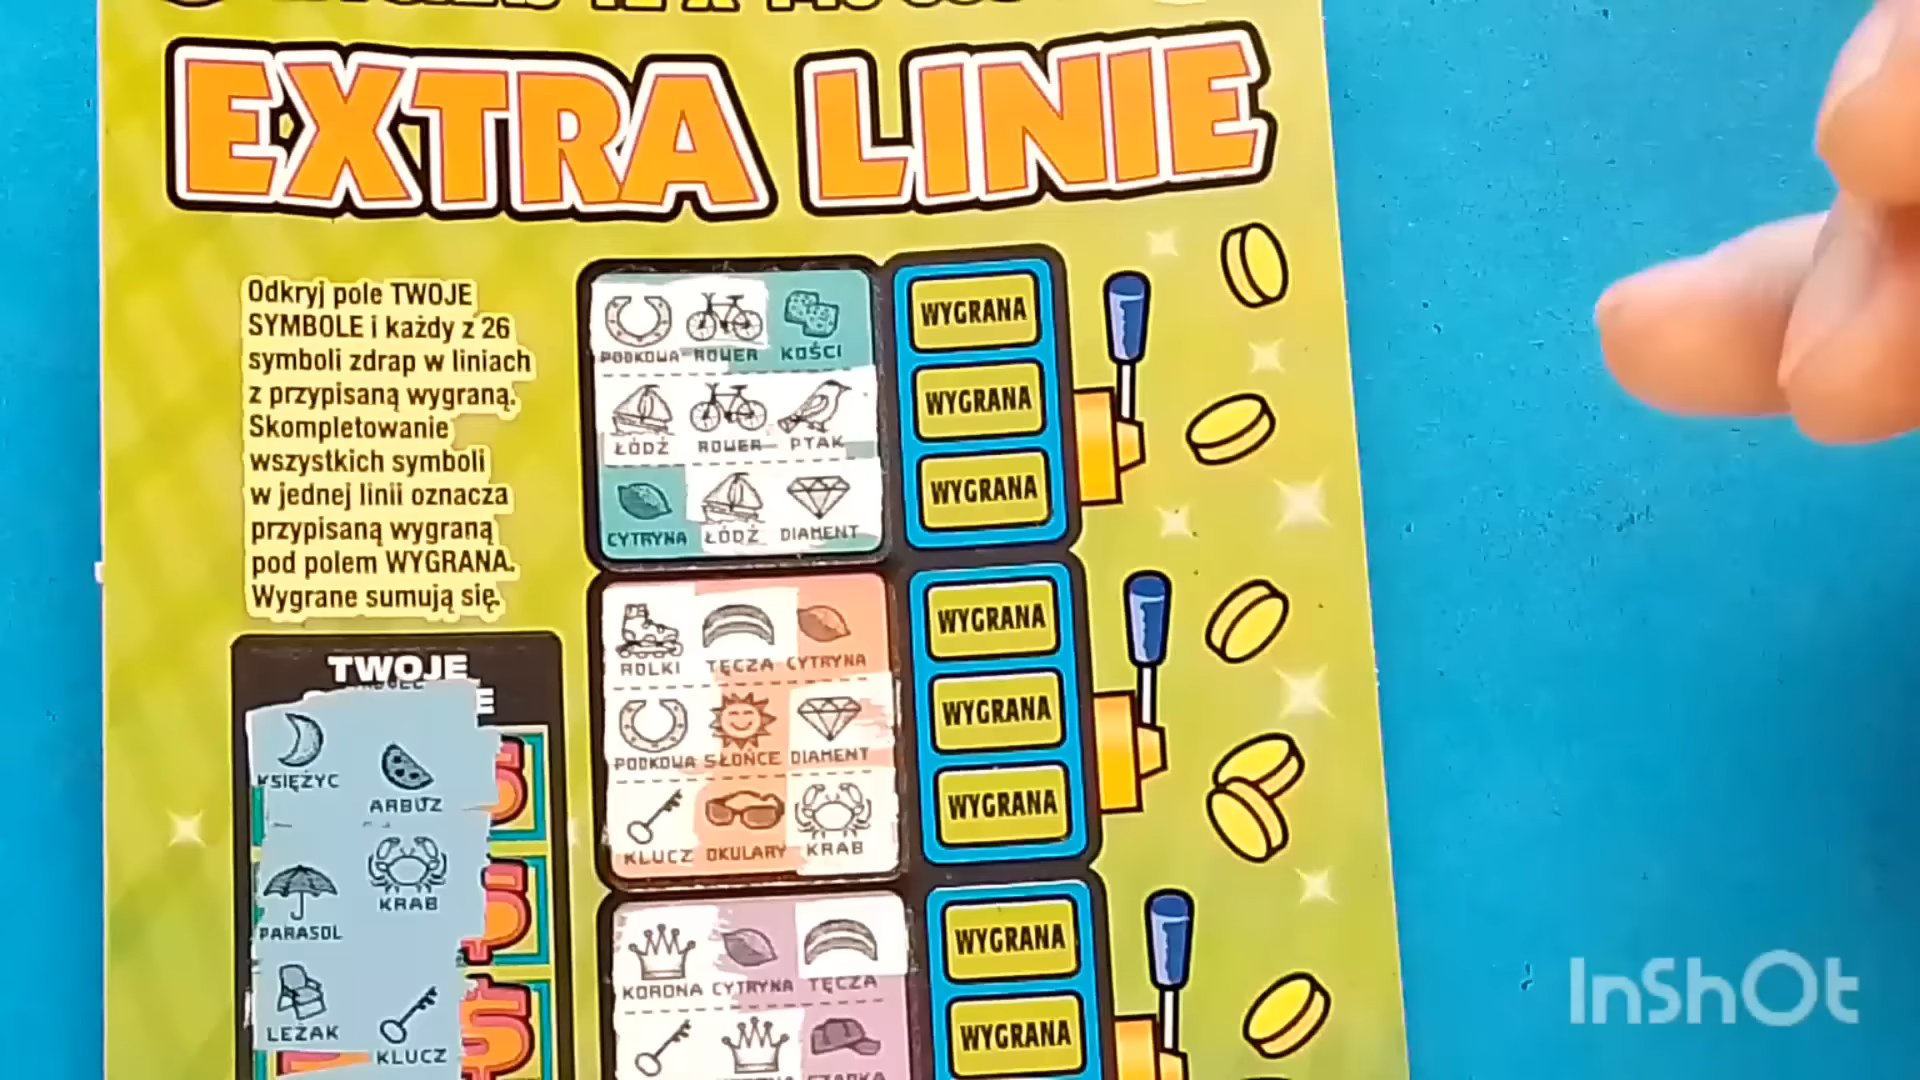 EXTRA LINIE
Odkryj pole TWOJE
SYMBOLE i każdy z 26
symboli zdrap w liniach
z przypisaną wygraną.
Skompletowanie
wszystkich symboli
w jednej linii oznacza
przypisaną wygraną
pod polem WYGRANA.
Wygrane sumują się.
PODKOWA ROWER KOŚCI
WYGRANA
ŁÓDŹ ROWER PTAK
WYGRANA
CYTRYNA ŁÓDŹ DIAMENT
WYGRANA
ROLKI TĘCZA CYTRYNA
WYGRANA
PODKOWA SŁOŃCE DIAMENT
WYGRANA
KLUCZ OKULARY KRAB
WYGRANA
KORONA CYTRYNA TĘCZA
WYGRANA
WYGRANA
TWOJE
KSIĘŻYC
ARBUZ
PARASOL
KRAB
LEŻAK
KLUCZ
InShOt